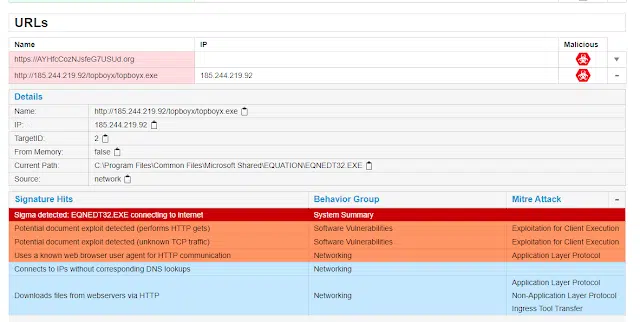 URLs
Name IP Malicious
https://AYHfcCozNJsfeG7USUd.org
http://185.244.219.92/topboyx/topboyx.exe 185.244.219.92
Details
Name: http://185.244.219.92/topboyx/topboyx.exe
IP: 185.244.219.92
TargetID: 2
From Memory: false
Current Path: C:\Program Files\Common Files\Microsoft Shared\EQUATION\EQNEDT32.EXE
Source: network
Signature Hits Behavior Group Mitre Attack
Sigma detected: EQNEDT32.EXE connecting to internet System Summary
Potential document exploit detected (performs HTTP gets) Software Vulnerabilities Exploitation for Client Execution
Potential document exploit detected (unknown TCP traffic) Software Vulnerabilities Exploitation for Client Execution
Uses a known web browser user agent for HTTP communication Networking Application Layer Protocol
Connects to IPs without corresponding DNS lookups Networking
Application Layer Protocol
Downloads files from webservers via HTTP Networking Non-Application Layer Protocol
Ingress Tool Transfer